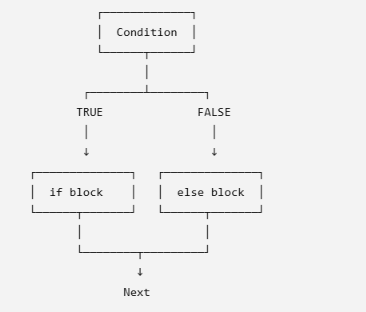 Condition
TRUE FALSE
if block else block
Next